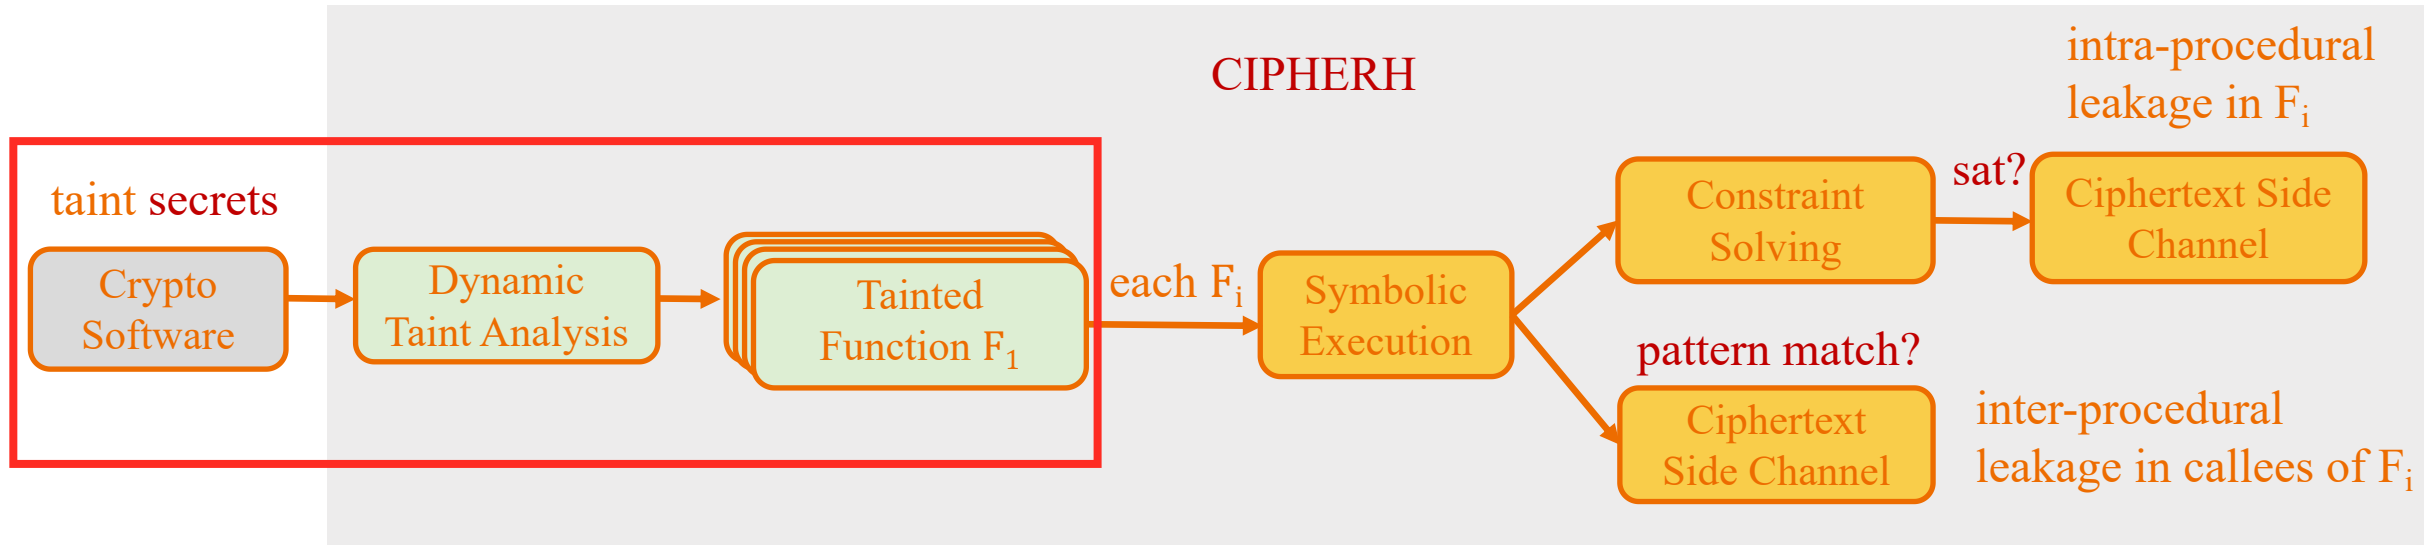 CIPHERH
taint secrets
Crypto
Software
Dynamic
Taint Analysis
Tainted
Function F₁
each Fᵢ
Symbolic
Execution
Constraint
Solving
sat?
intra-procedural
leakage in Fᵢ
Ciphertext Side
Channel
pattern match?
Ciphertext
Side Channel
inter-procedural
leakage in callees of Fᵢ